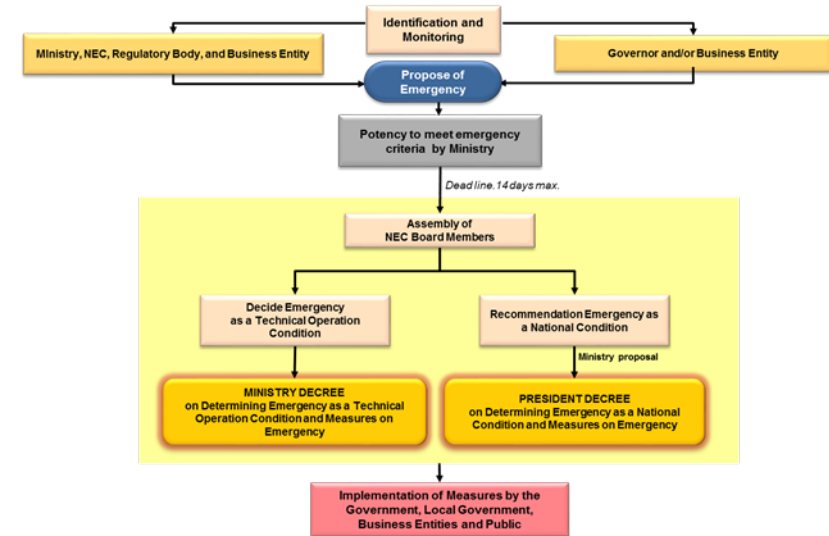 Identification and
Monitoring
Ministry, NEC, Regulatory Body, and Business Entity
Governor and/or Business Entity
Propose of
Emergency
Potency to meet emergency
criteria by Ministry
Dead line. 14 days max.
Assembly of
NEC Board Members
Decide Emergency
as a Technical Operation
Condition
Recommendation Emergency as
a National Condition
Ministry proposal
MINISTRY DECREE
on Determining Emergency as a Technical
Operation Condition and Measures on
Emergency
PRESIDENT DECREE
on Determining Emergency as a National
Condition and Measures on Emergency
Implementation of Measures by the
Government, Local Government,
Business Entities and Public